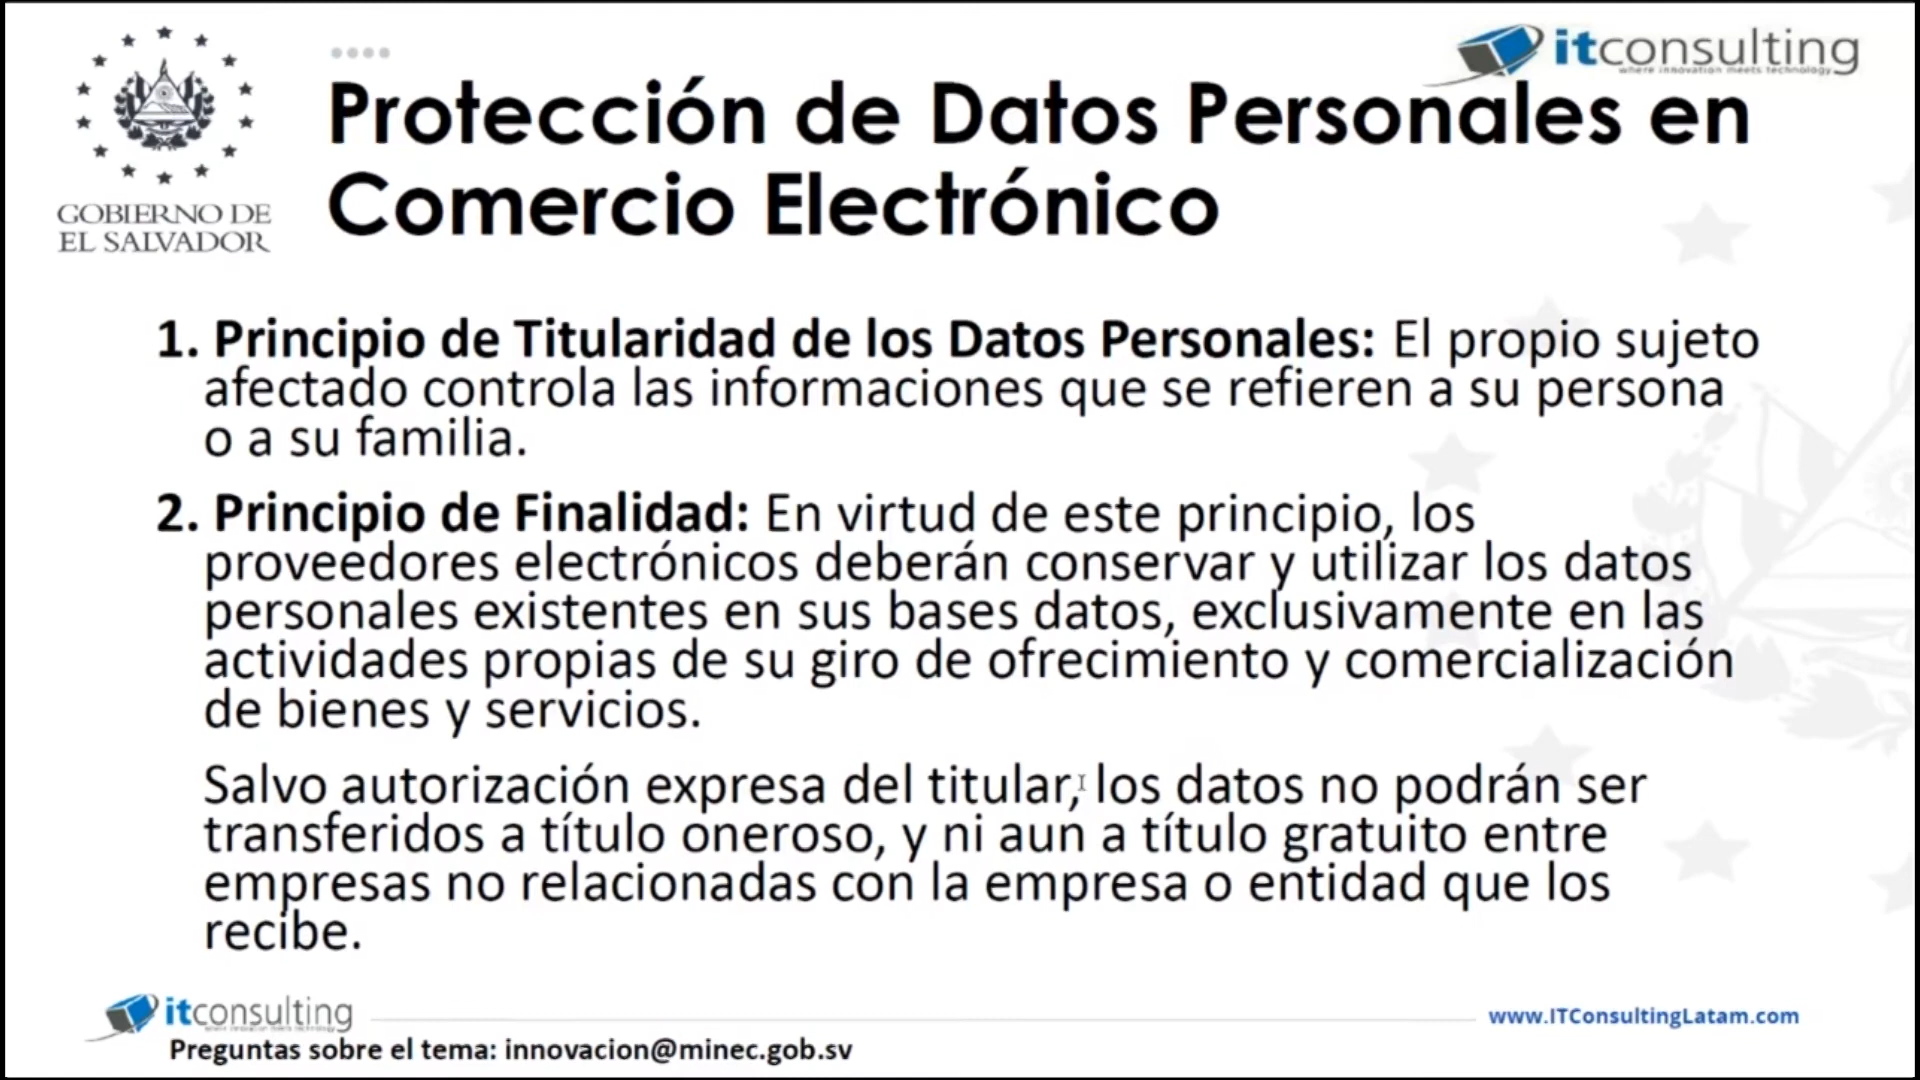 itconsulting
where innovation meets technology
Protección de Datos Personales en
Comercio Electrónico
GOBIERNO DE
EL SALVADOR
1. Principio de Titularidad de los Datos Personales: El propio sujeto
afectado controla las informaciones que se refieren a su persona
o a su familia.
2. Principio de Finalidad: En virtud de este principio, los
proveedores electrónicos deberán conservar y utilizar los datos
personales existentes en sus bases datos, exclusivamente en las
actividades propias de su giro de ofrecimiento y comercialización
de bienes y servicios.
Salvo autorización expresa del titular, los datos no podrán ser
transferidos a título oneroso, y ni aun a título gratuito entre
empresas no relacionadas con la empresa o entidad que los
recibe.
itconsulting
www.ITConsultingLatam.com
Preguntas sobre el tema: innovacion@minec.gob.sv